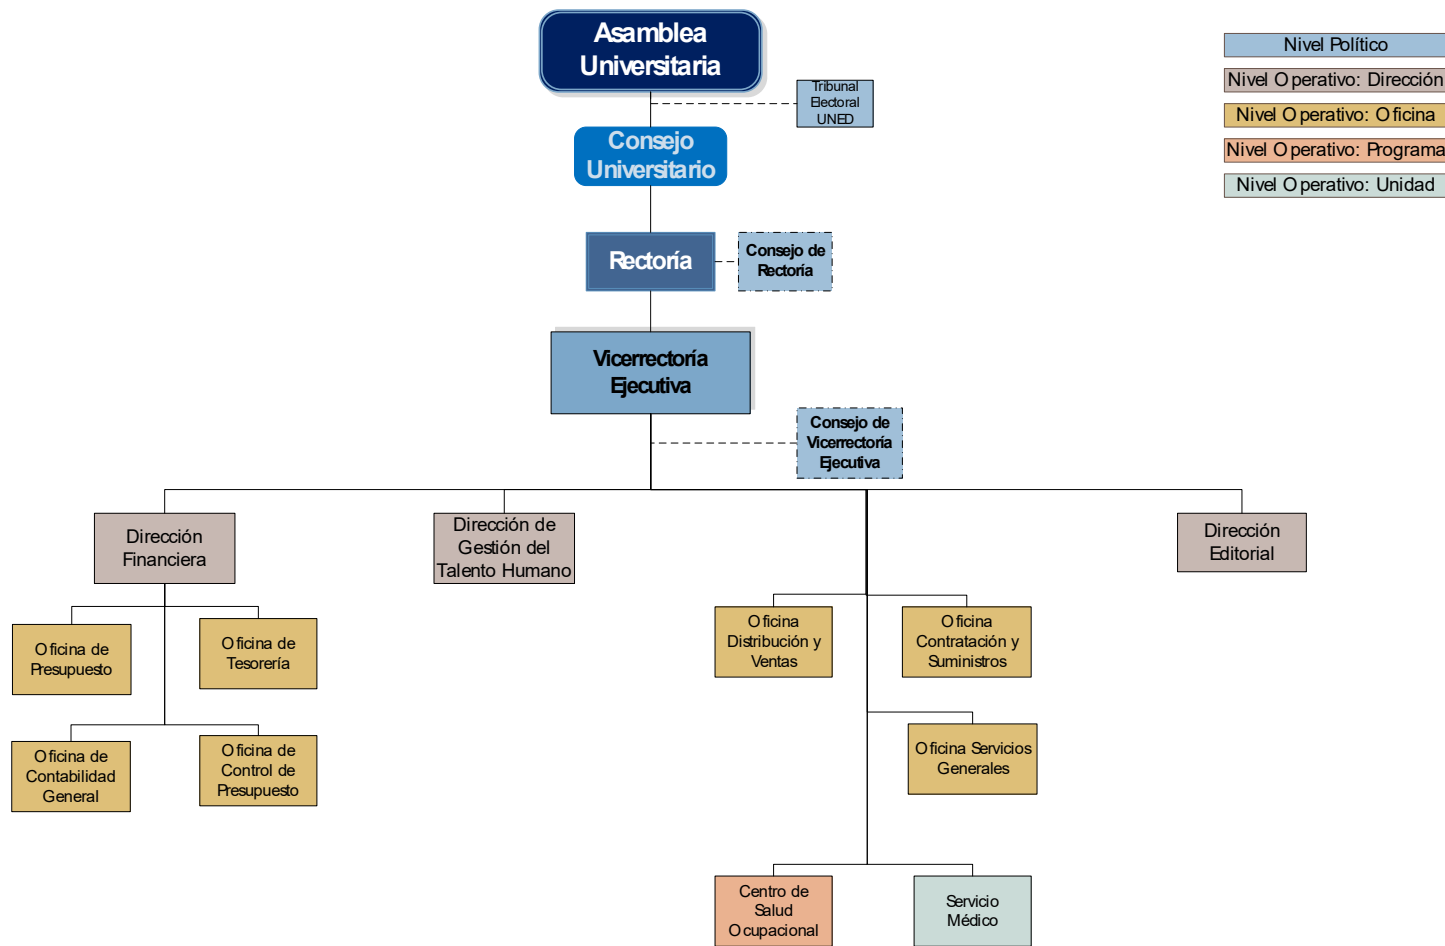 Asamblea
Universitaria
Tribunal
Electoral
UNED
Consejo
Universitario
Rectoría
Consejo de
Rectoría
Vicerrectoría
Ejecutiva
Consejo de
Vicerrectoría
Ejecutiva
Nivel Político
Nivel Operativo: Dirección
Nivel Operativo: Oficina
Nivel Operativo: Programa
Nivel Operativo: Unidad
Dirección
Financiera
Dirección de
Gestión del
Talento Humano
Dirección
Editorial
Oficina de
Presupuesto
Oficina de
Tesorería
Oficina
Distribución y
Ventas
Oficina
Contratación y
Suministros
Oficina de
Contabilidad
General
Oficina de
Control de
Presupuesto
Oficina Servicios
Generales
Centro de
Salud
Ocupacional
Servicio
Médico